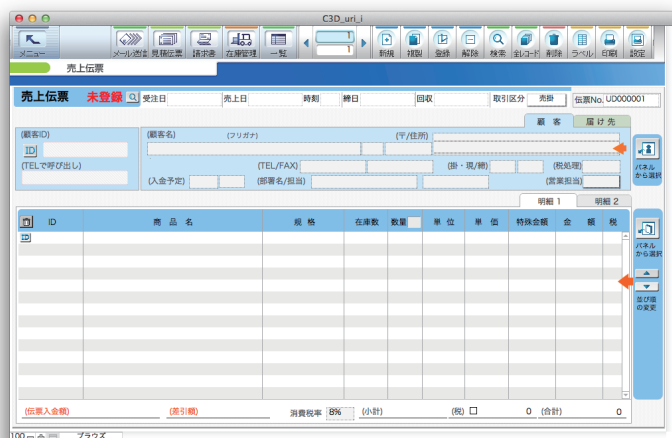 C3D_uri_i
メニュー メール送信 見積伝票 請求書 在庫管理 一覧 1 1 新規 複製 登録 解除 検索 全レコード 削除 ラベル 印刷 設定
売上伝票
売上伝票 未登録 受注日 売上日 時刻 締日 回収 取引区分 売掛 伝票No. UD000001
顧 客 届 け 先
(顧客ID) (顧客名) (フリガナ) (〒/住所)
ID
パネルから選択
(TELで呼び出し) (TEL/FAX) (掛・現/締) (税処理)
(入金予定) (部署名/担当) (営業担当)
明細 1 明細 2
ID 商 品 名 規 格 在庫数 数量 単 位 単 価 特殊金額 金 額 税
ID
パネルから選択
並び順の変更
(伝票入金額) (差引額) 消費税率 8% (小計) (税) 0 (合計) 0
100 ブラウズ